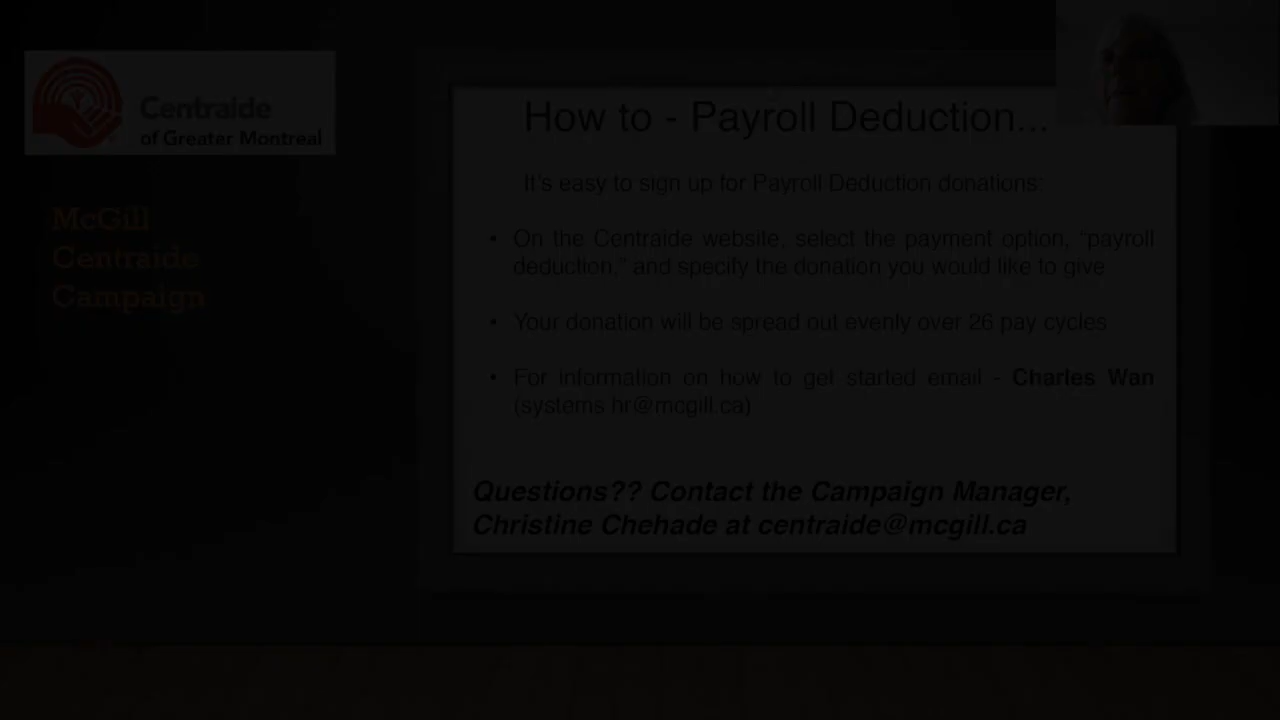 Centraide
of Greater Montreal
McGill
Centraide
Campaign
How to - Payroll Deduction...
It's easy to sign up for Payroll Deduction donations:
• On the Centraide website, select the payment option, "payroll
deduction," and specify the donation you would like to give
• Your donation will be spread out evenly over 26 pay cycles
• For information on how to get started email - Charles Wan
(systems hr@mcgill.ca)
Questions?? Contact the Campaign Manager,
Christine Chehade at centraide@mcgill.ca